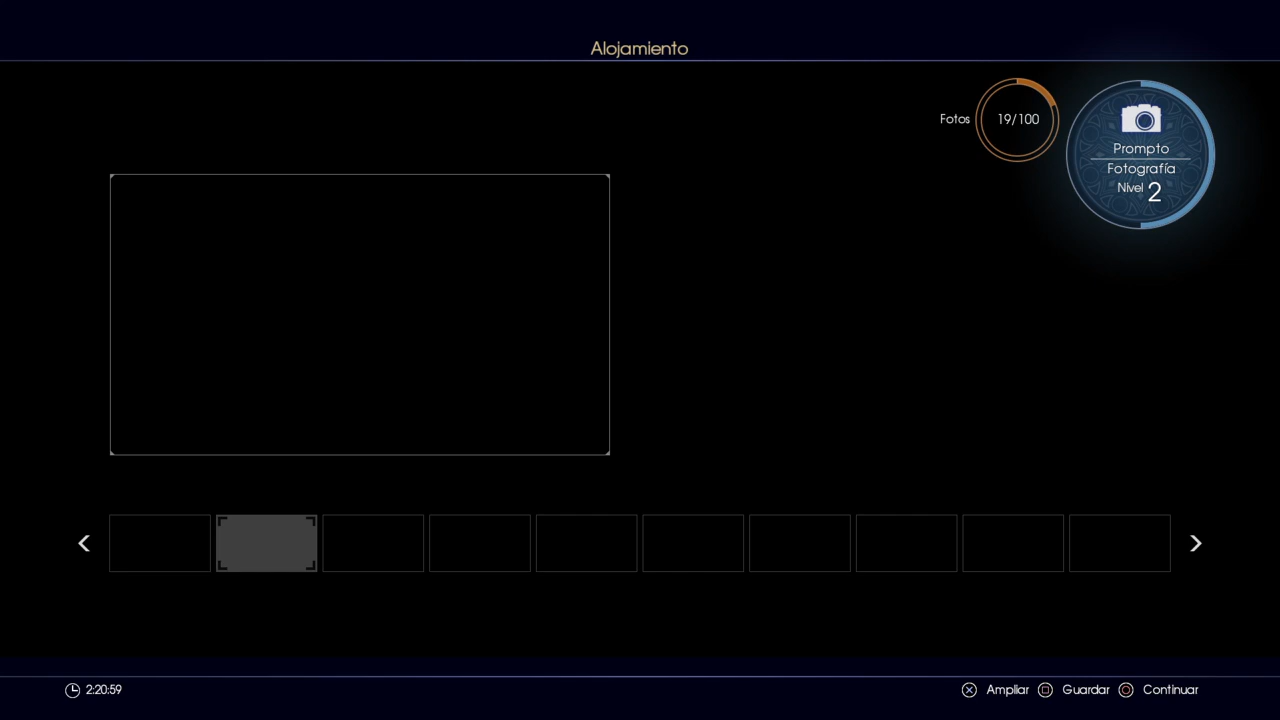 Alojamiento
Fotos 19/100
Prompto
Fotografía
Nivel 2
2:20:59
Ampliar Guardar Continuar